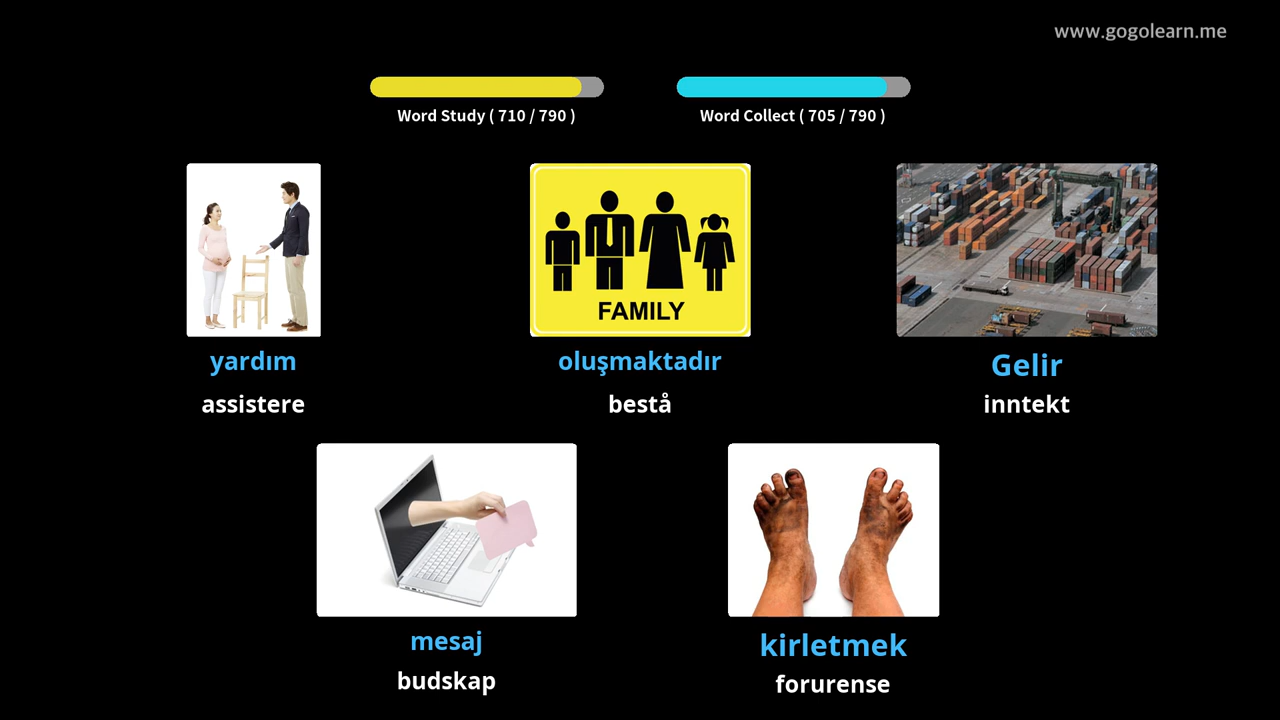 www.gogolearn.me
Word Study ( 710 / 790 )
Word Collect ( 705 / 790 )
FAMILY
yardım
oluşmaktadır
Gelir
assistere
bestå
inntekt
mesaj
kirletmek
budskap
forurense